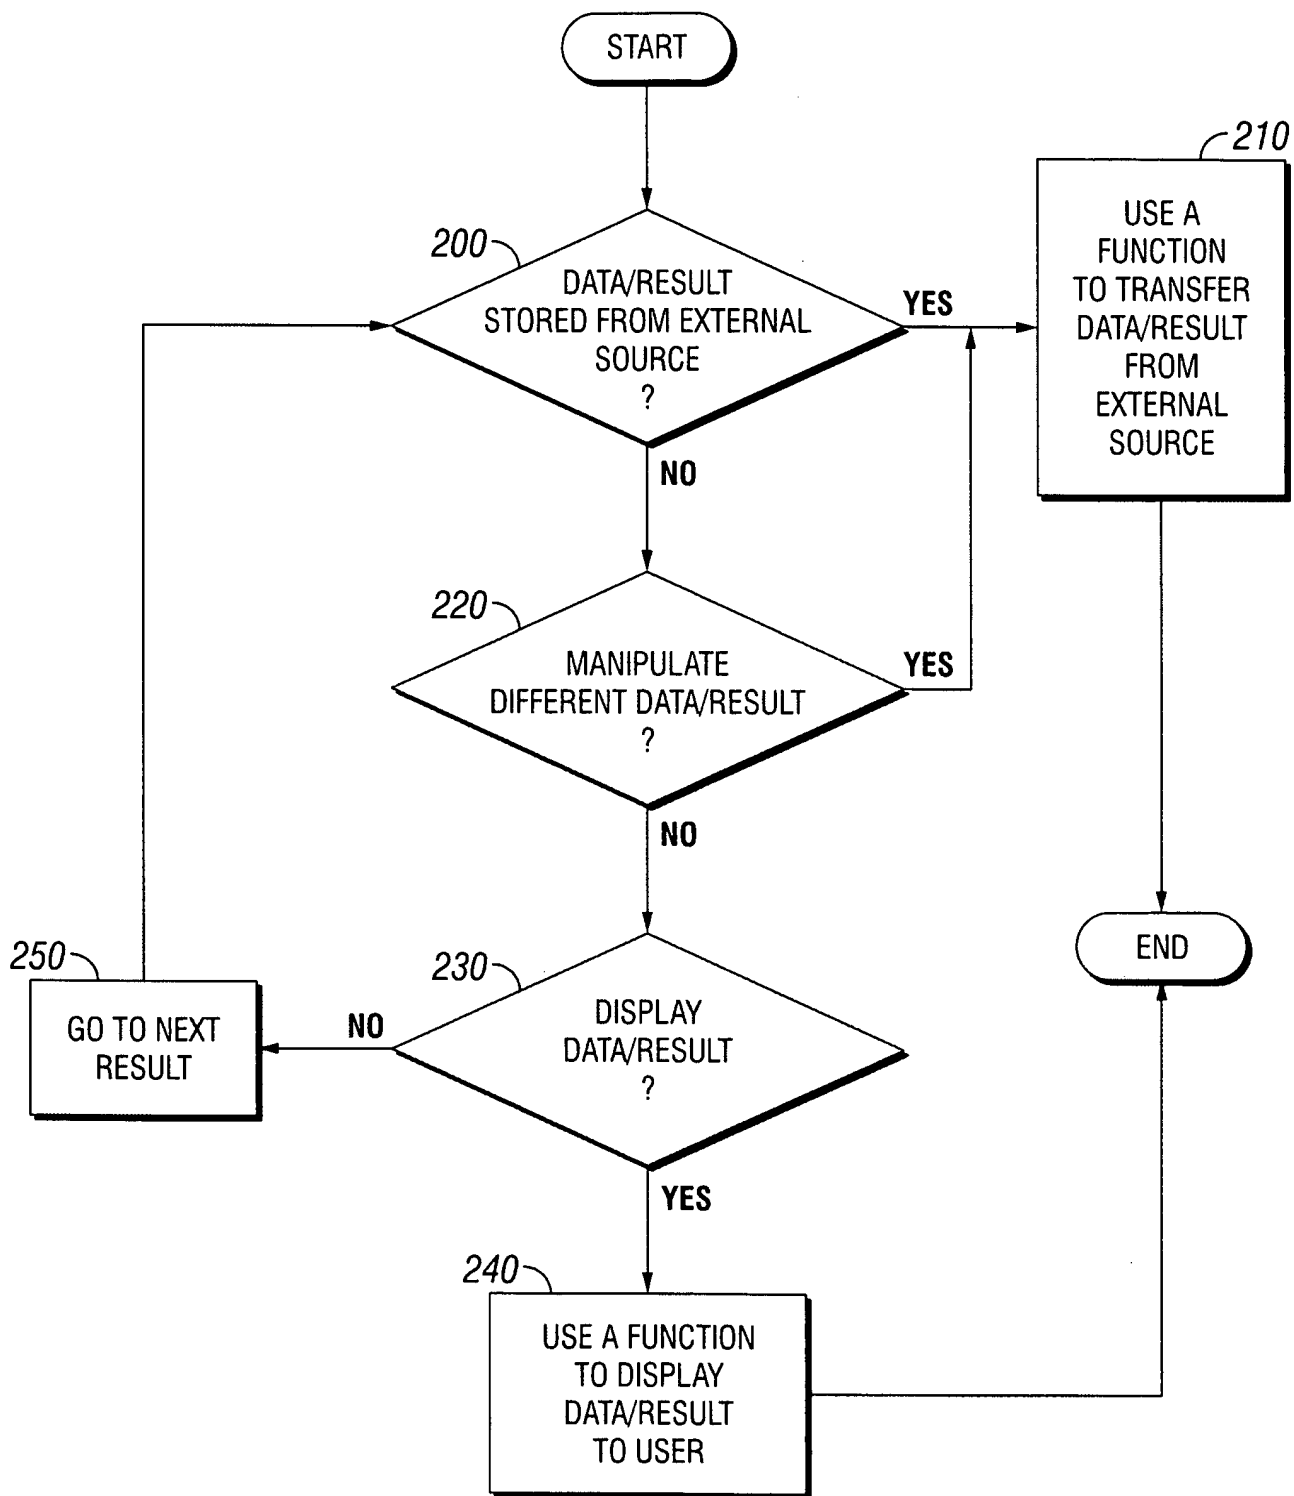 START
210
USE A
FUNCTION
TO TRANSFER
DATA/RESULT
FROM
EXTERNAL
SOURCE
200
DATA/RESULT
STORED FROM EXTERNAL
SOURCE
?
YES
NO
220
MANIPULATE
DIFFERENT DATA/RESULT
?
YES
NO
END
250
GO TO NEXT
RESULT
230
DISPLAY
DATA/RESULT
?
NO
YES
240
USE A FUNCTION
TO DISPLAY
DATA/RESULT
TO USER